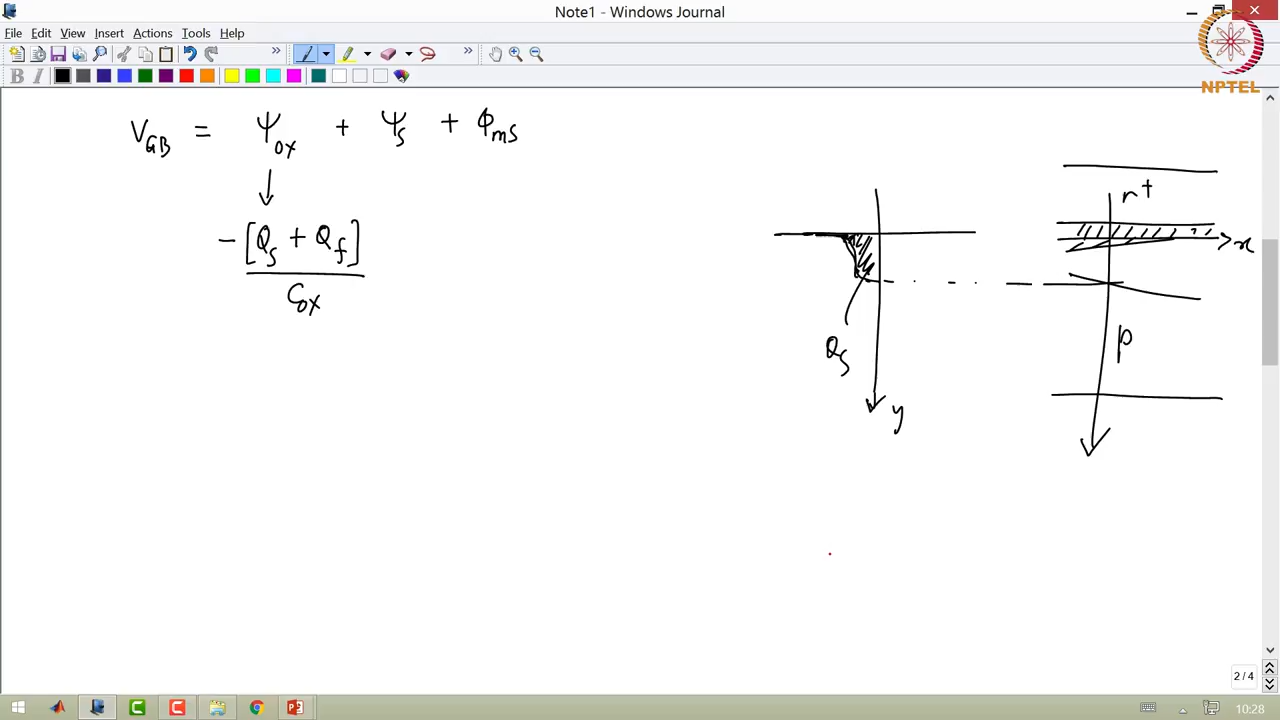 Note1 - Windows Journal
File Edit View Insert Actions Tools Help
NPTEL
V_GB = Ψ_ox + Ψ_s + Φ_ms
↓
- [Q_s + Q_f]
C_ox
n+
x
Q_s
p
y
2 / 4
10:28